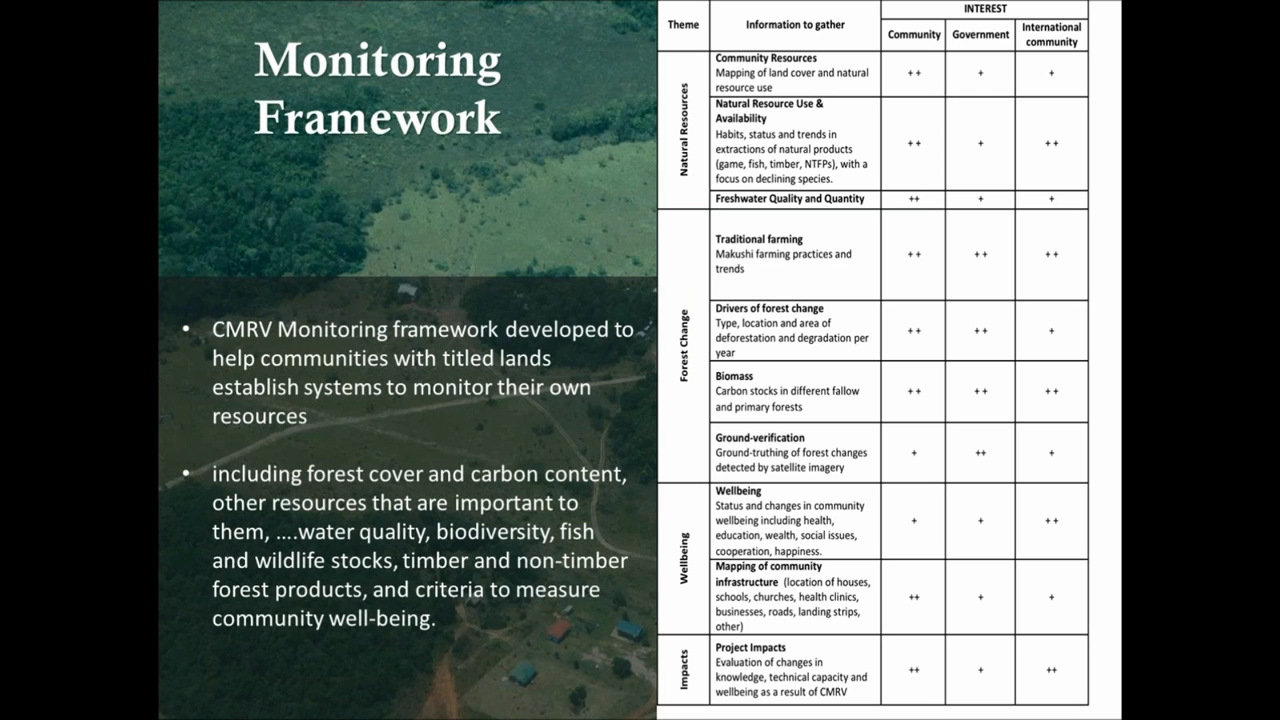 Monitoring
Framework
• CMRV Monitoring framework developed to
help communities with titled lands
establish systems to monitor their own
resources
• including forest cover and carbon content,
other resources that are important to
them, ....water quality, biodiversity, fish
and wildlife stocks, timber and non-timber
forest products, and criteria to measure
community well-being.
Theme
Information to gather
INTEREST
Community
Government
International
community
Natural Resources
Community Resources
Mapping of land cover and natural
resource use
++
+
+
Natural Resource Use &
Availability
Habits, status and trends in
extractions of natural products
(game, fish, timber, NTFPs), with a
focus on declining species.
++
+
++
Freshwater Quality and Quantity
++
+
+
Forest Change
Traditional farming
Makushi farming practices and
trends
++
++
++
Drivers of forest change
Type, location and area of
deforestation and degradation per
year
++
++
+
Biomass
Carbon stocks in different fallow
and primary forests
++
++
++
Ground-verification
Ground-truthing of forest changes
detected by satellite imagery
+
++
+
Wellbeing
Wellbeing
Status and changes in community
wellbeing including health,
education, wealth, social issues,
cooperation, happiness.
+
+
++
Mapping of community
infrastructure (location of houses,
schools, churches, health clinics,
businesses, roads, landing strips,
other)
++
+
+
Impacts
Project Impacts
Evaluation of changes in
knowledge, technical capacity and
wellbeing as a result of CMRV
++
+
++